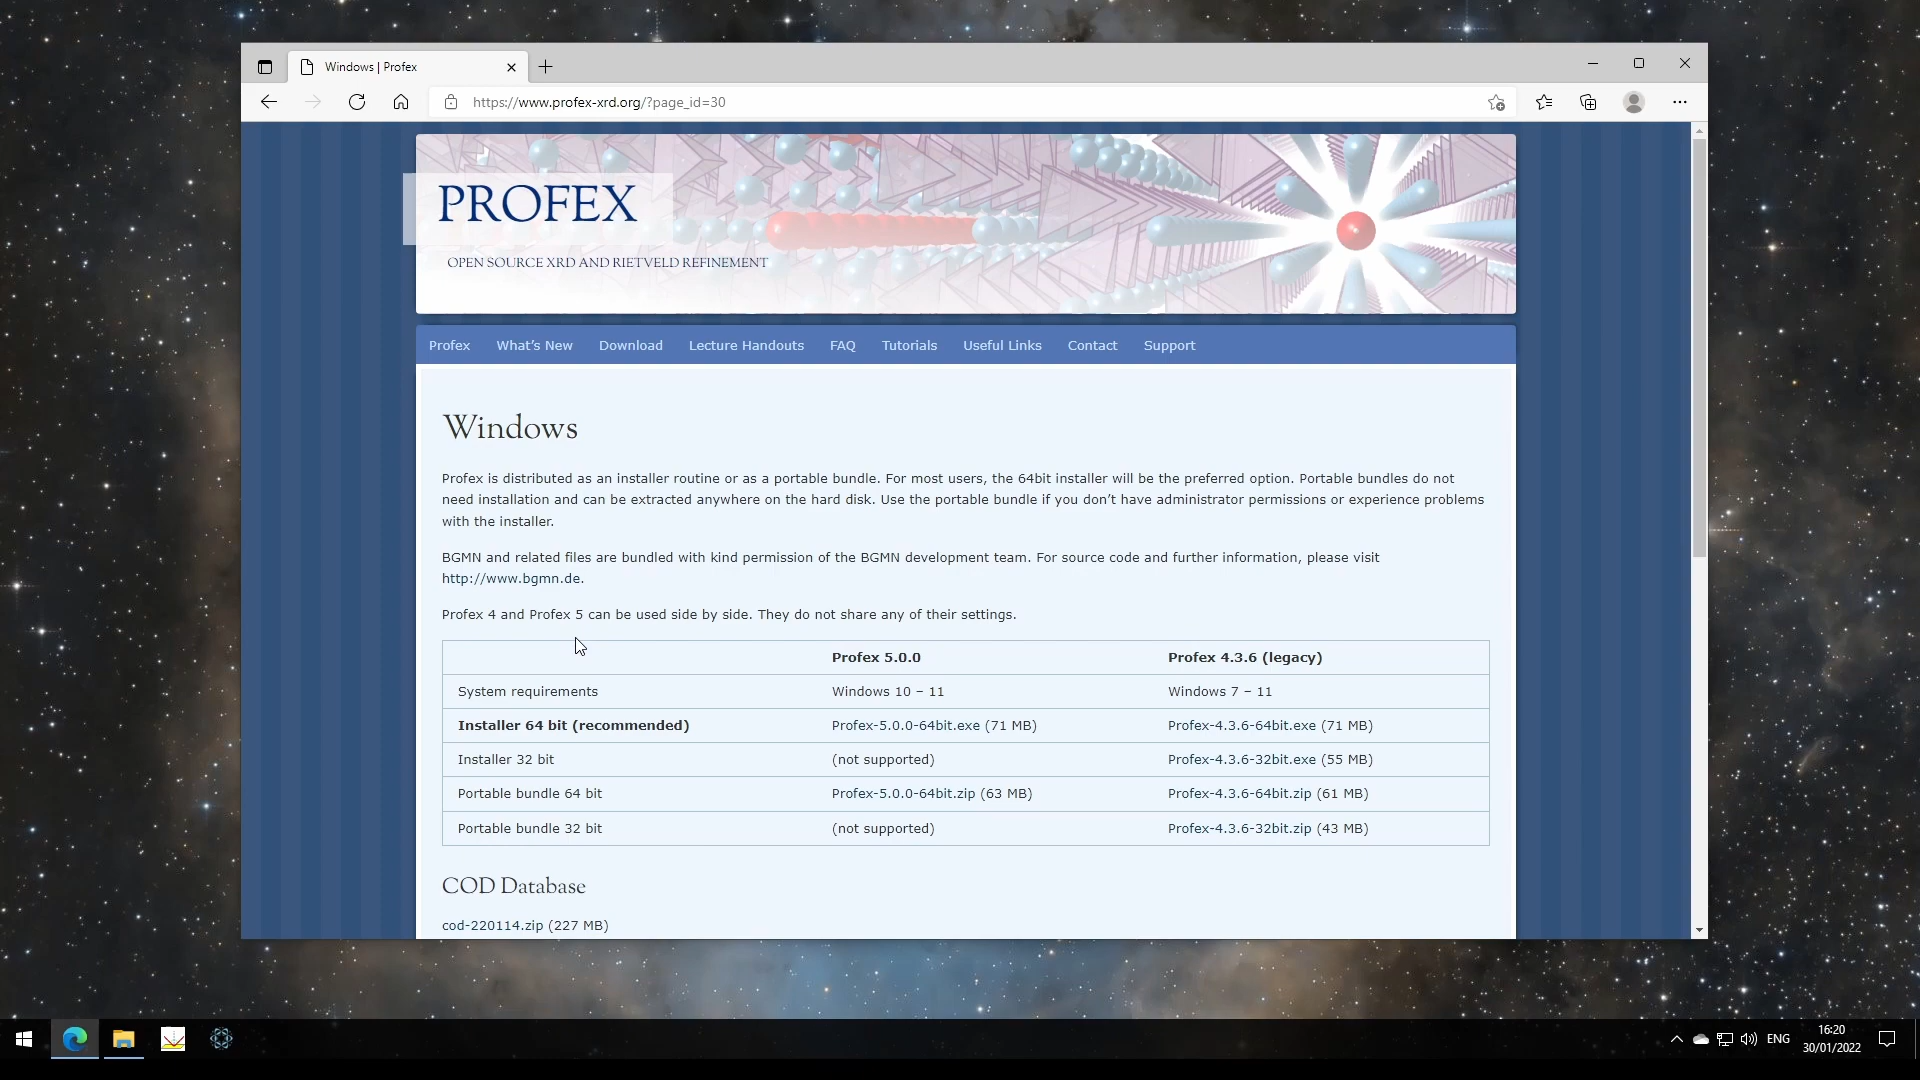 Windows | Profex
https://www.profex-xrd.org/?page_id=30
PROFEX
OPEN SOURCE XRD AND RIETVELD REFINEMENT
Profex What's New Download Lecture Handouts FAQ Tutorials Useful Links Contact Support
Windows
Profex is distributed as an installer routine or as a portable bundle. For most users, the 64bit installer will be the preferred option. Portable bundles do not
need installation and can be extracted anywhere on the hard disk. Use the portable bundle if you don't have administrator permissions or experience problems
with the installer.
BGMN and related files are bundled with kind permission of the BGMN development team. For source code and further information, please visit
http://www.bgmn.de.
Profex 4 and Profex 5 can be used side by side. They do not share any of their settings.
Profex 5.0.0 Profex 4.3.6 (legacy)
System requirements Windows 10 – 11 Windows 7 – 11
Installer 64 bit (recommended) Profex-5.0.0-64bit.exe (71 MB) Profex-4.3.6-64bit.exe (71 MB)
Installer 32 bit (not supported) Profex-4.3.6-32bit.exe (55 MB)
Portable bundle 64 bit Profex-5.0.0-64bit.zip (63 MB) Profex-4.3.6-64bit.zip (61 MB)
Portable bundle 32 bit (not supported) Profex-4.3.6-32bit.zip (43 MB)
COD Database
cod-220114.zip (227 MB)
ENG
16:20
30/01/2022